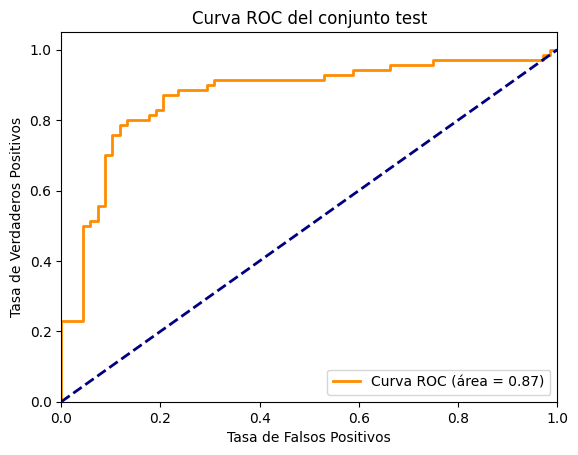 Curva ROC del conjunto test
Tasa de Verdaderos Positivos
1.0
0.8
0.6
0.4
0.2
0.0
Curva ROC (área = 0.87)
0.0 0.2 0.4 0.6 0.8 1.0
Tasa de Falsos Positivos